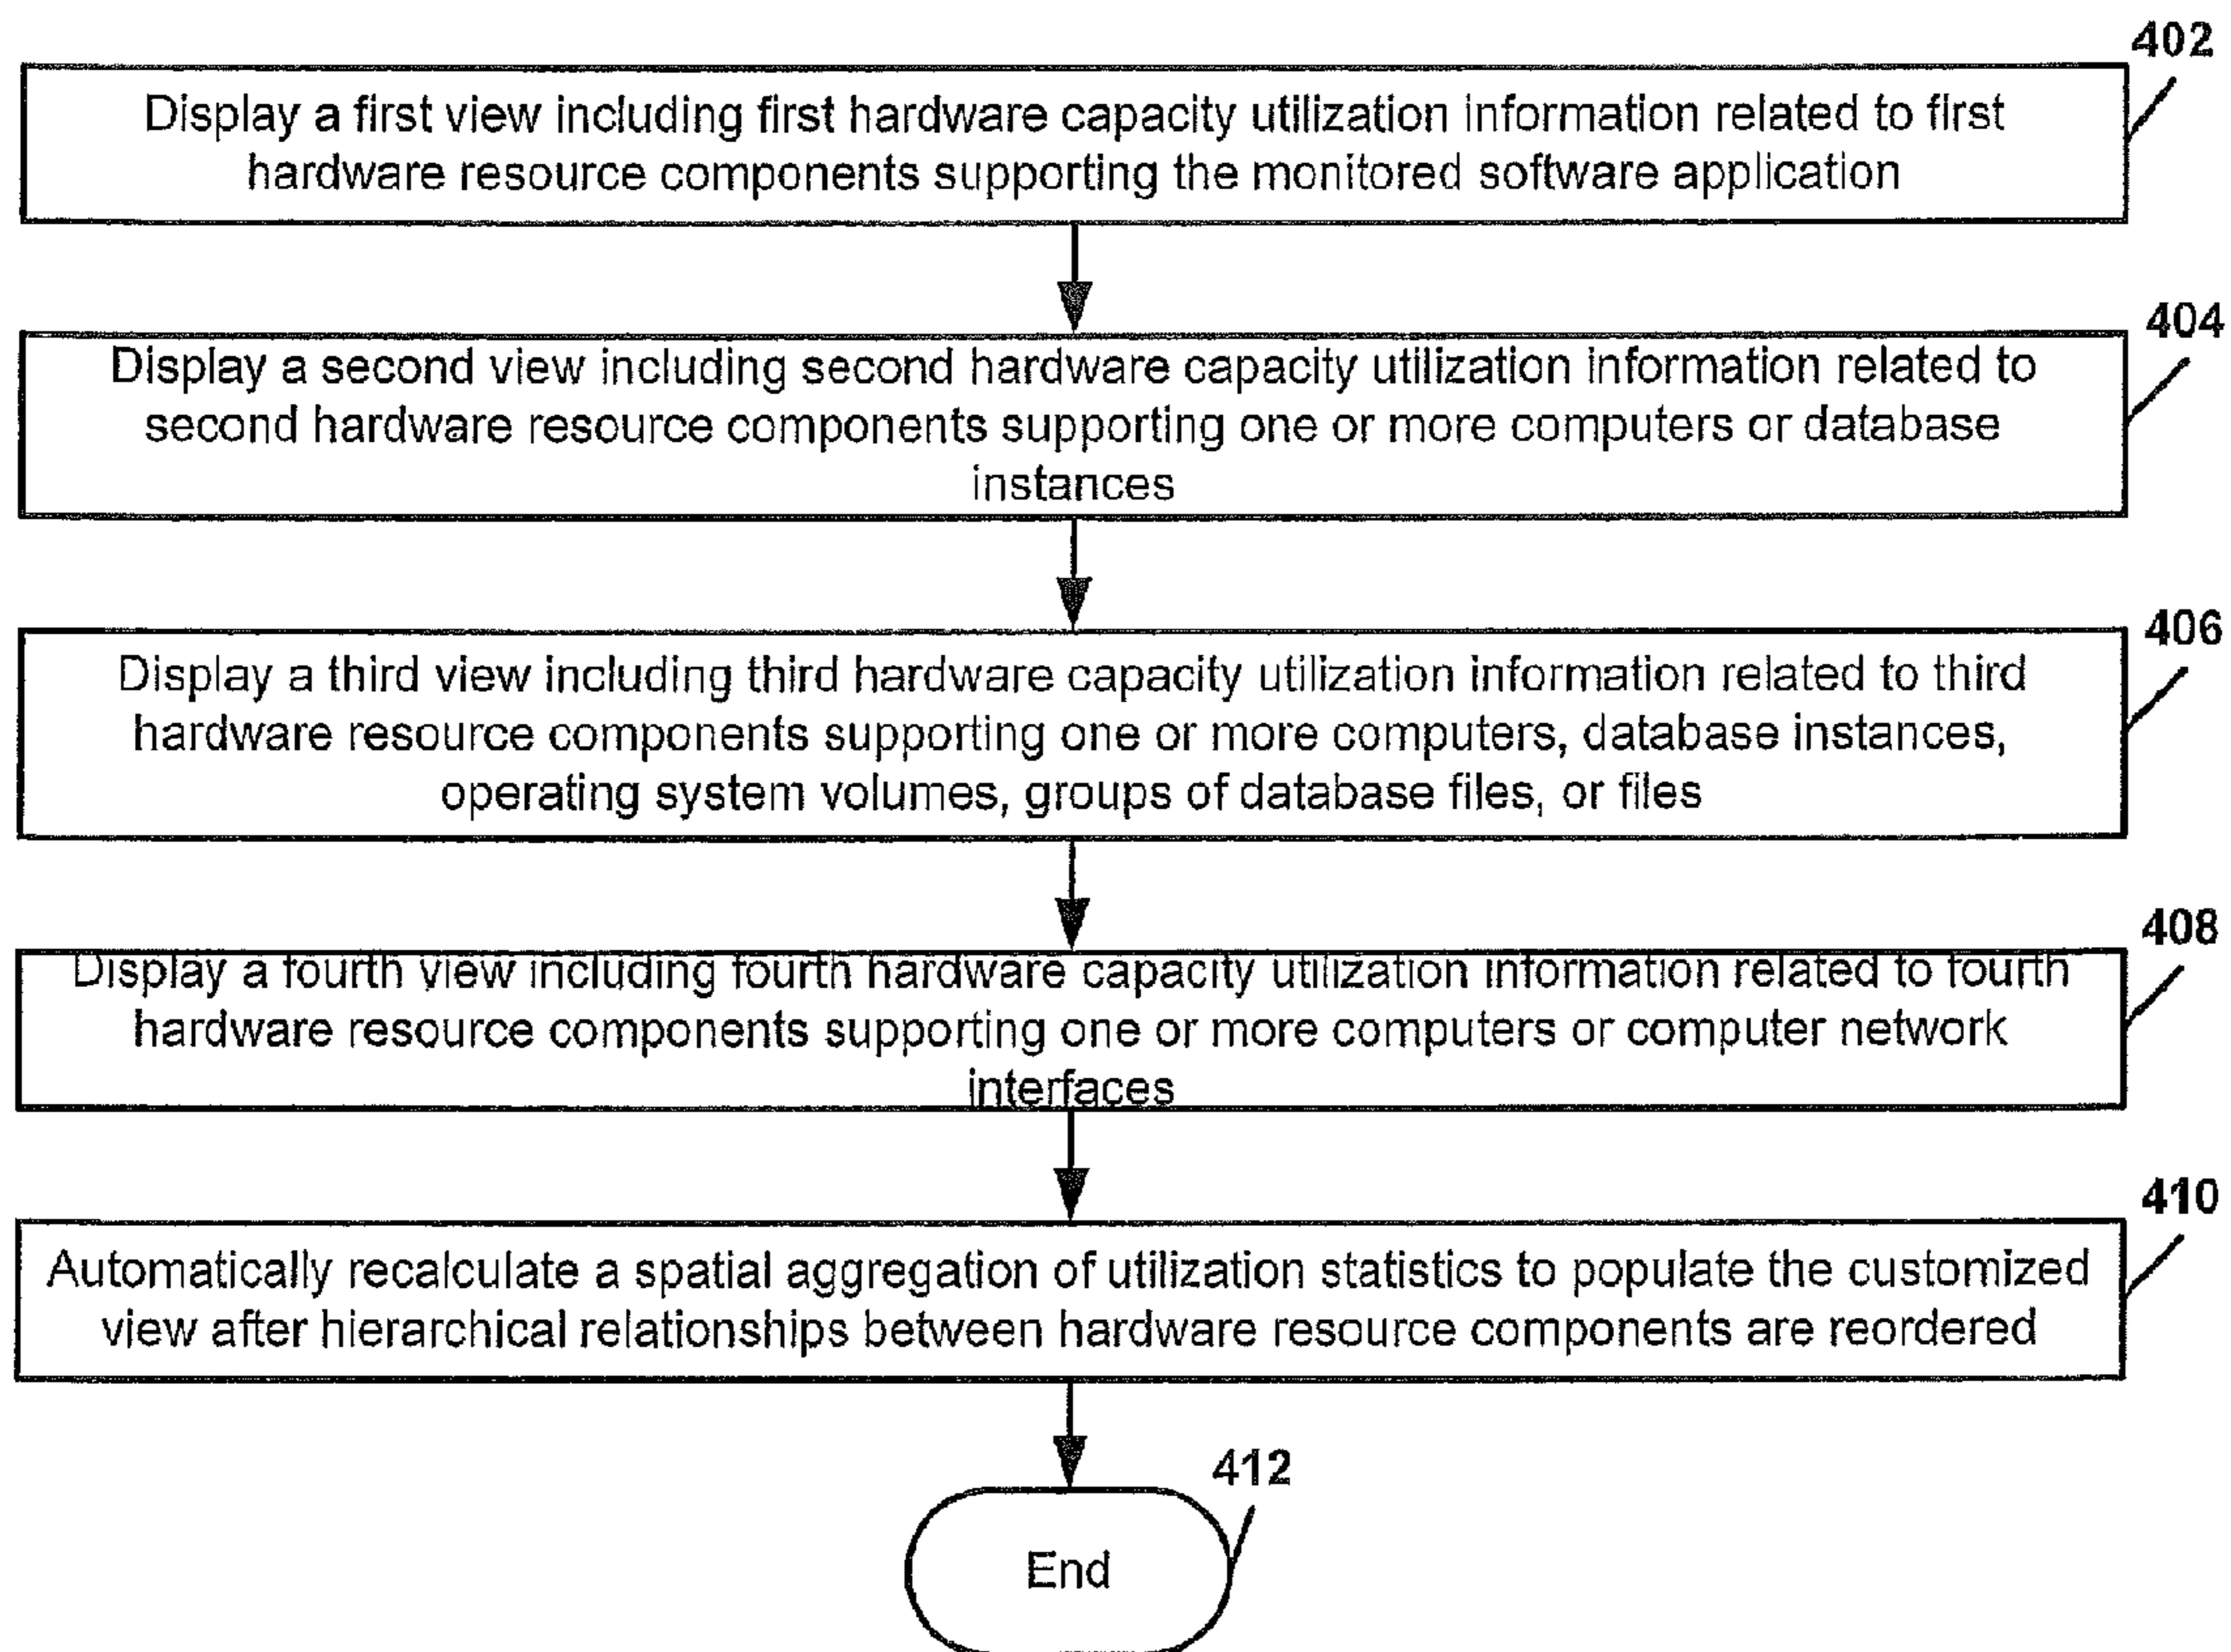 402
Display a first view including first hardware capacity utilization information related to first
hardware resource components supporting the monitored software application
404
Display a second view including second hardware capacity utilization information related to
second hardware resource components supporting one or more computers or database
instances
406
Display a third view including third hardware capacity utilization information related to third
hardware resource components supporting one or more computers, database instances,
operating system volumes, groups of database files, or files
408
Display a fourth view including fourth hardware capacity utilization information related to fourth
hardware resource components supporting one or more computers or computer network
interfaces
410
Automatically recalculate a spatial aggregation of utilization statistics to populate the customized
view after hierarchical relationships between hardware resource components are reordered
412
End